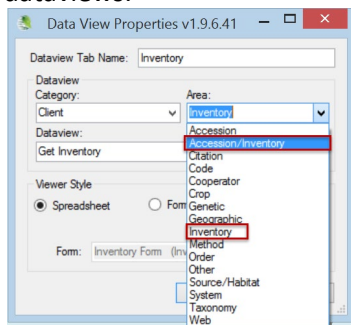 Data View Properties v1.9.6.41
Dataview Tab Name: Inventory
Dataview
Category: Area:
Client Inventory
Dataview:
Get Inventory
Accession
Accession/Inventory
Citation
Code
Cooperator
Crop
Genetic
Geographic
Inventory
Method
Order
Other
Source/Habitat
System
Taxonomy
Web
Viewer Style
Spreadsheet
Form: Inventory Form